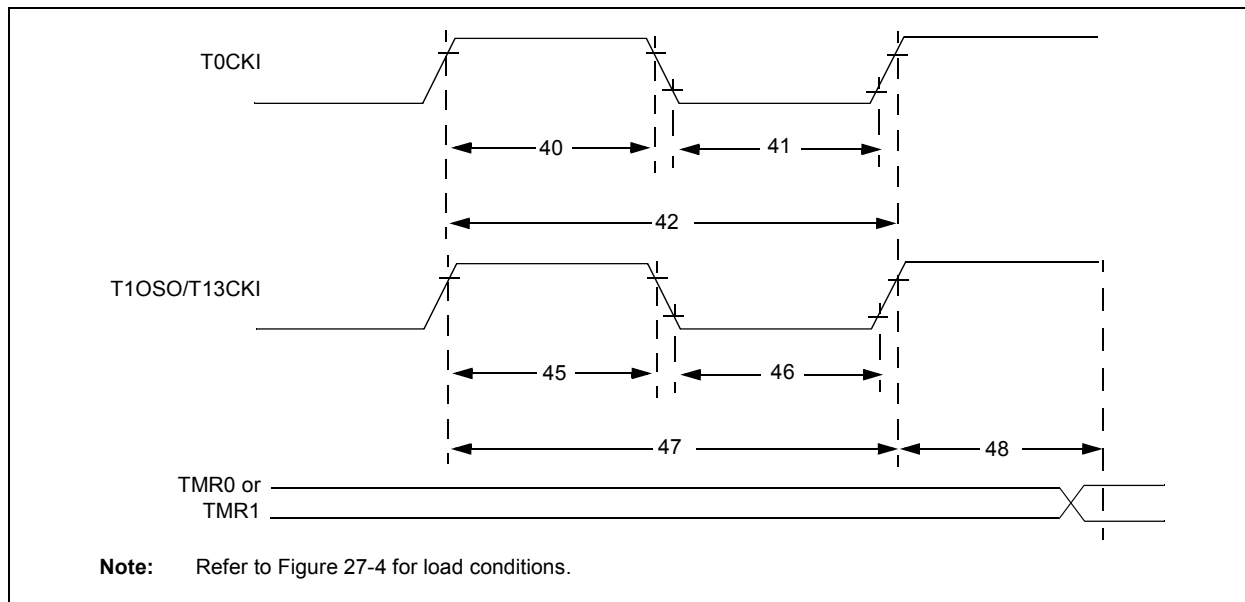 T0CKI
40
41
42
T1OSO/T13CKI
45
46
47
48
TMR0 or
TMR1
Note: Refer to Figure 27-4 for load conditions.